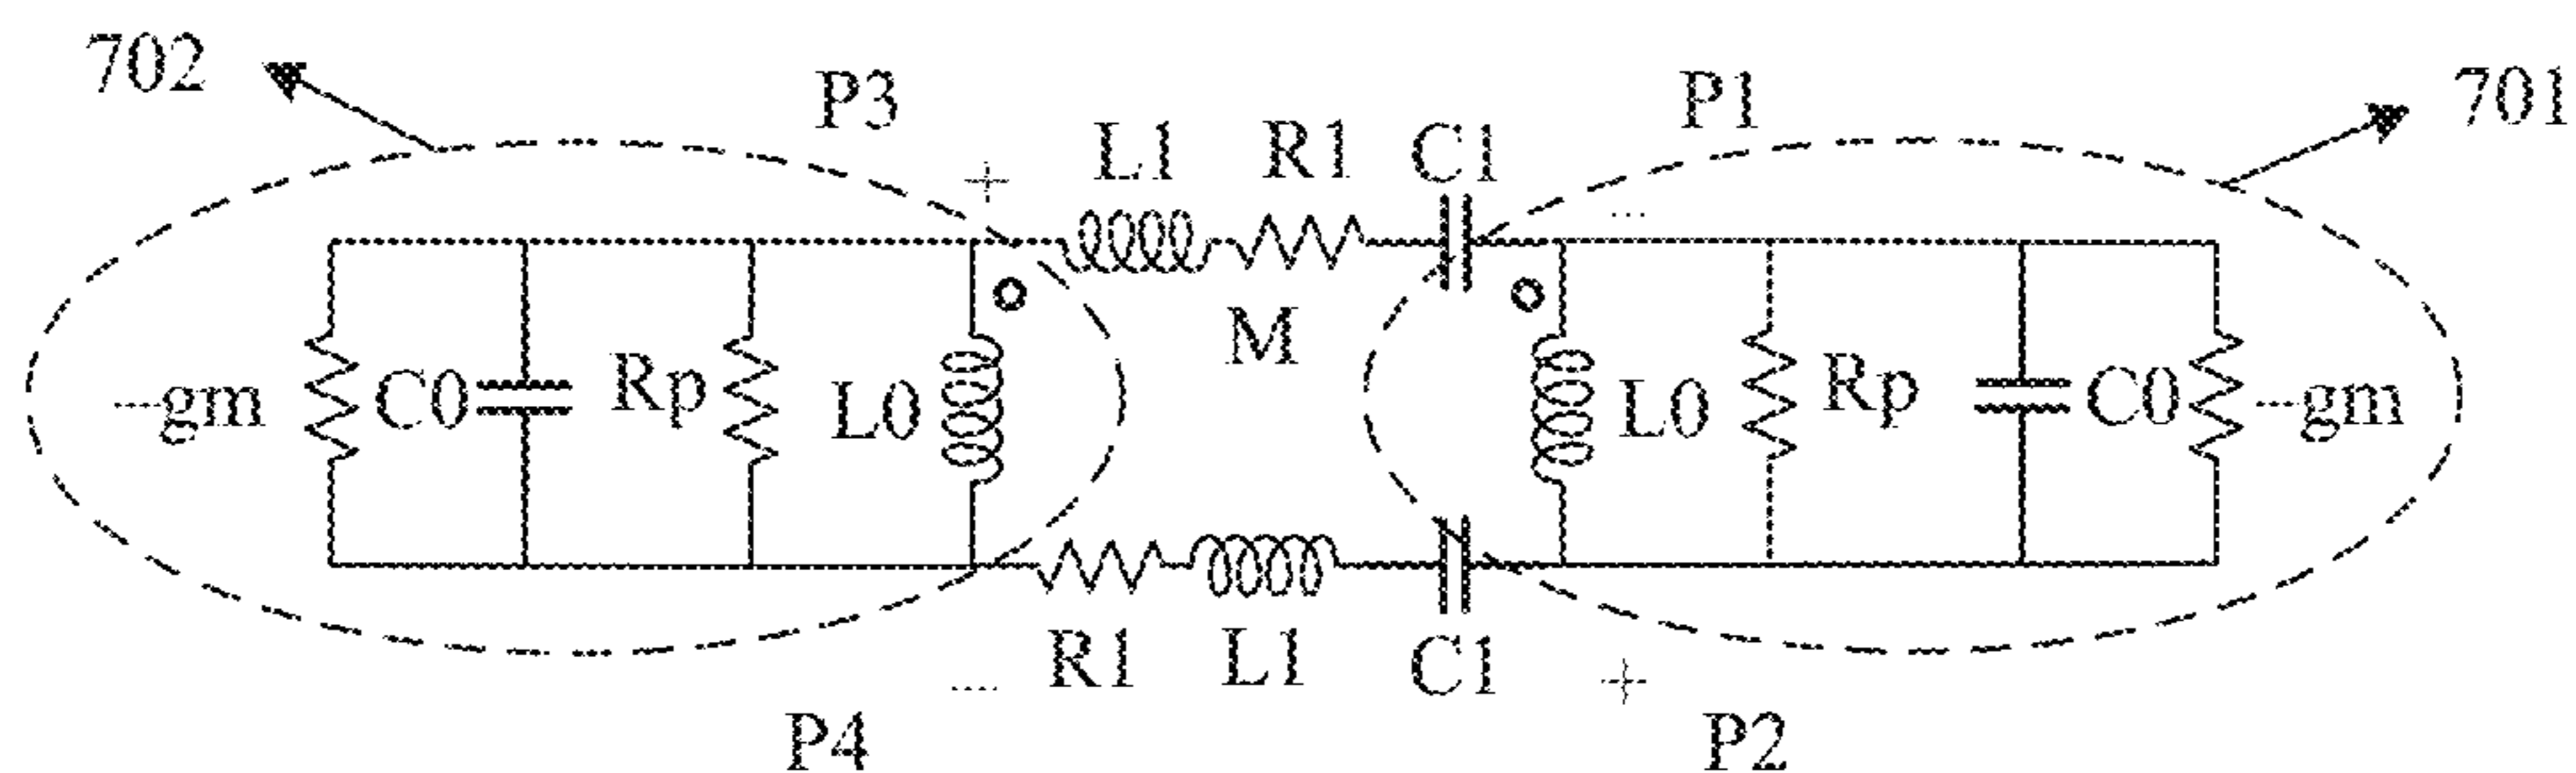 702 P3 P1 701
+ L1 R1 C1 -
M
-gm C0 Rp L0 L0 Rp C0 -gm
- R1 L1 C1 +
P4 P2